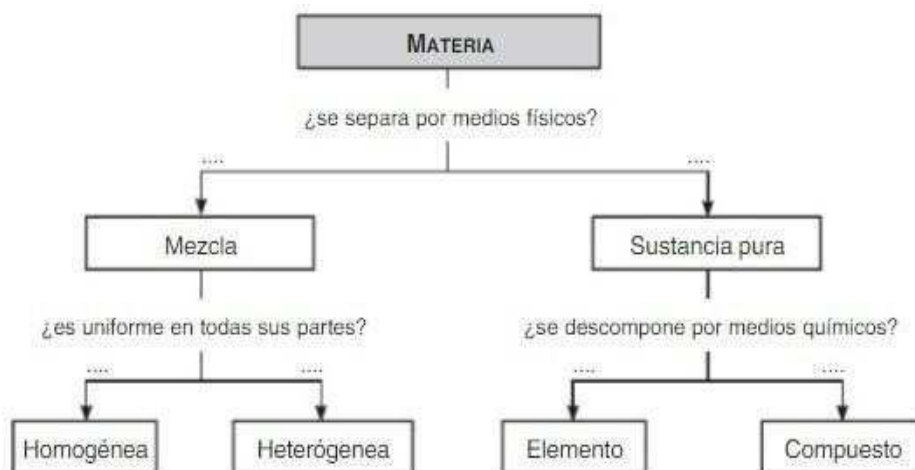 MATERIA
¿se separa por medios físicos?
.... ....
Mezcla Sustancia pura
¿es uniforme en todas sus partes? ¿se descompone por medios químicos?
.... .... .... ....
Homogénea Heterógenea Elemento Compuesto